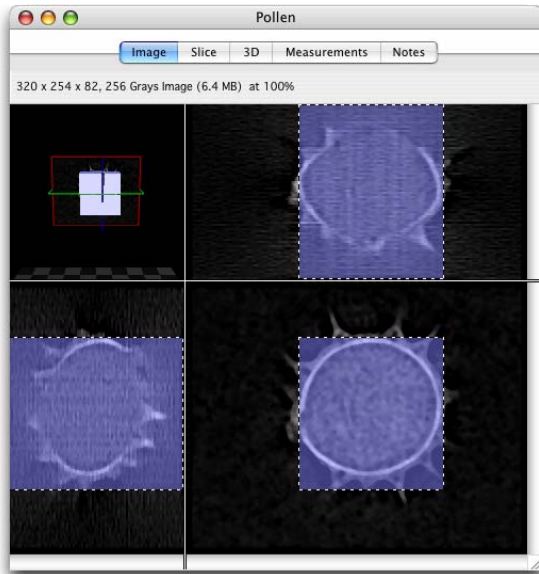 Pollen
Image Slice 3D Measurements Notes
320 x 254 x 82, 256 Grays Image (6.4 MB) at 100%